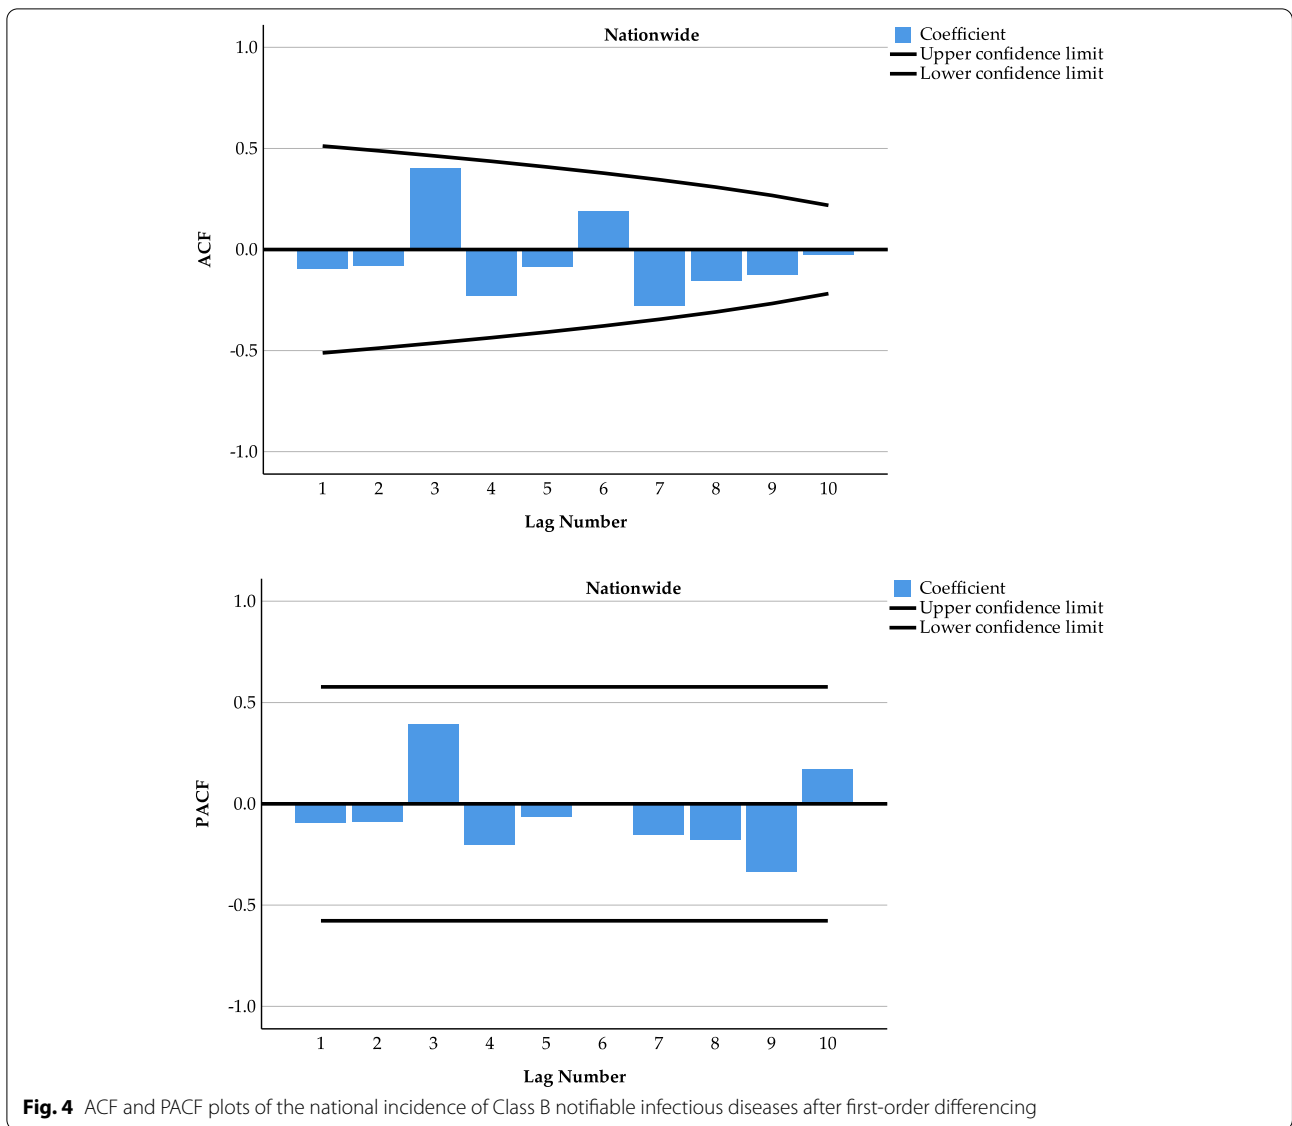 Nationwide
Coefficient
Upper confidence limit
Lower confidence limit
1.0
0.5
0.0
-0.5
-1.0
ACF
1 2 3 4 5 6 7 8 9 10
Lag Number
Nationwide
Coefficient
Upper confidence limit
Lower confidence limit
1.0
0.5
0.0
-0.5
-1.0
PACF
1 2 3 4 5 6 7 8 9 10
Lag Number
Fig. 4 ACF and PACF plots of the national incidence of Class B notifiable infectious diseases after first-order differencing